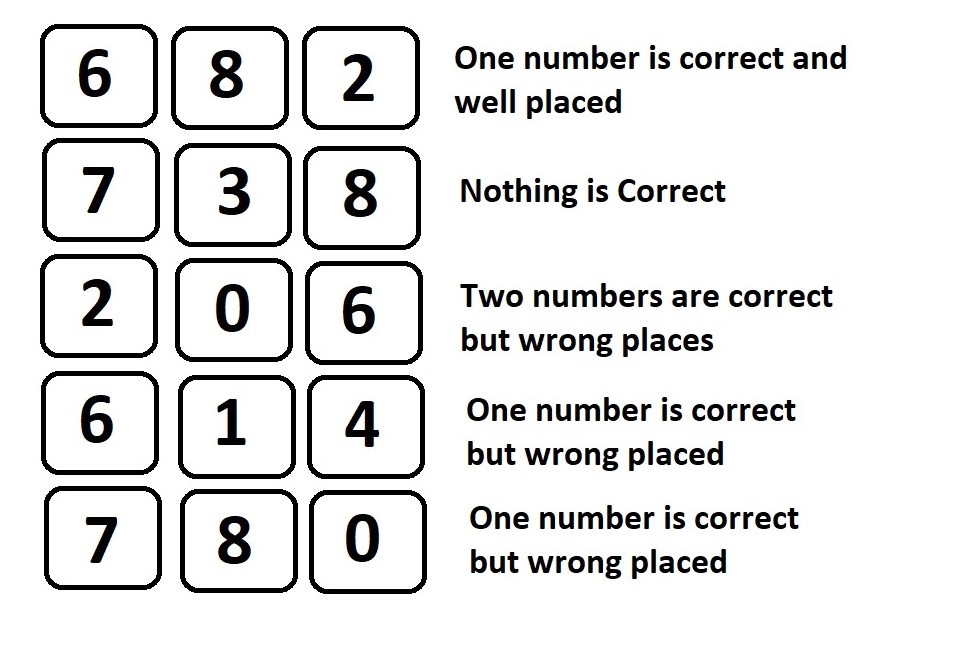 6 8 2 One number is correct and
well placed
7 3 8 Nothing is Correct
2 0 6 Two numbers are correct
but wrong places
6 1 4 One number is correct
but wrong placed
7 8 0 One number is correct
but wrong placed